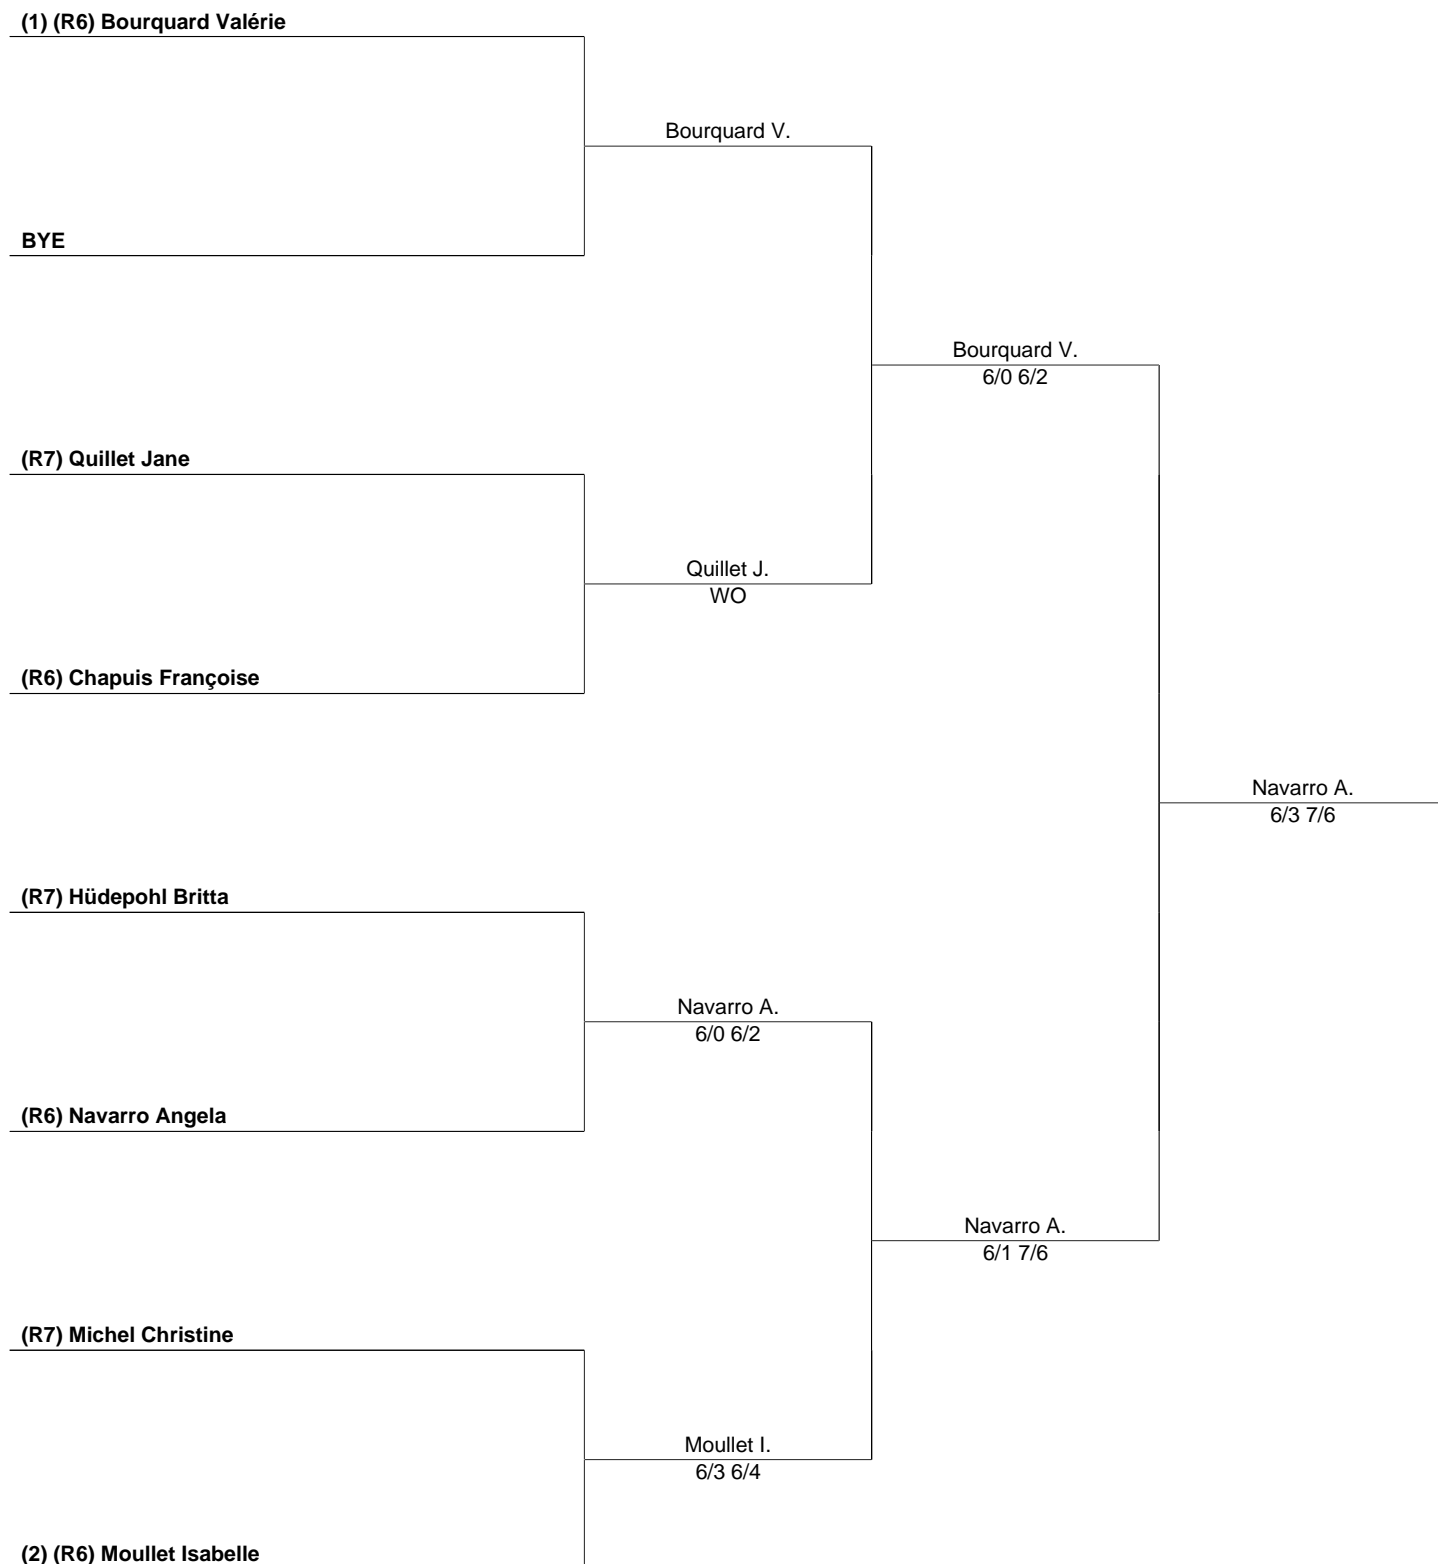 (1) (R6) Bourquard Valérie
Bourquard V.
BYE
Bourquard V.
6/0 6/2
(R7) Quillet Jane
Quillet J.
WO
(R6) Chapuis Françoise
Navarro A.
6/3 7/6
(R7) Hüdepohl Britta
Navarro A.
6/0 6/2
(R6) Navarro Angela
Navarro A.
6/1 7/6
(R7) Michel Christine
Moullet I.
6/3 6/4
(2) (R6) Moullet Isabelle